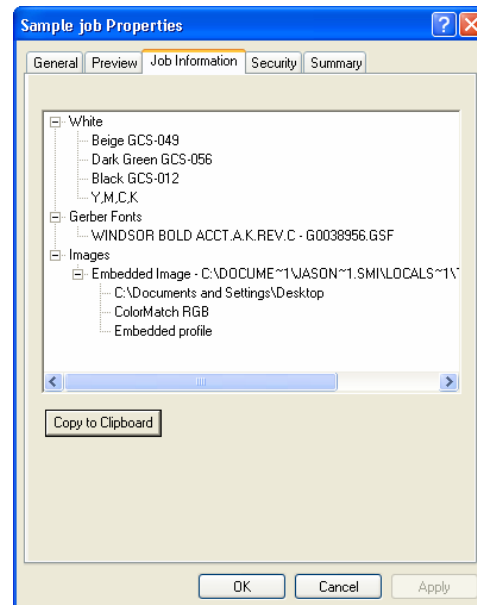 Sample job Properties
General Preview Job Information Security Summary
White
Beige GCS-049
Dark Green GCS-056
Black GCS-012
Y,M,C,K
Gerber Fonts
WINDSOR BOLD ACCT.A.K.REV.C - G0038956.GSF
Images
Embedded Image - C:\DOCUME~1\JASON~1.SMI\LOCALS~1\
C:\Documents and Settings\Desktop
ColorMatch RGB
Embedded profile
Copy to Clipboard
OK Cancel Apply